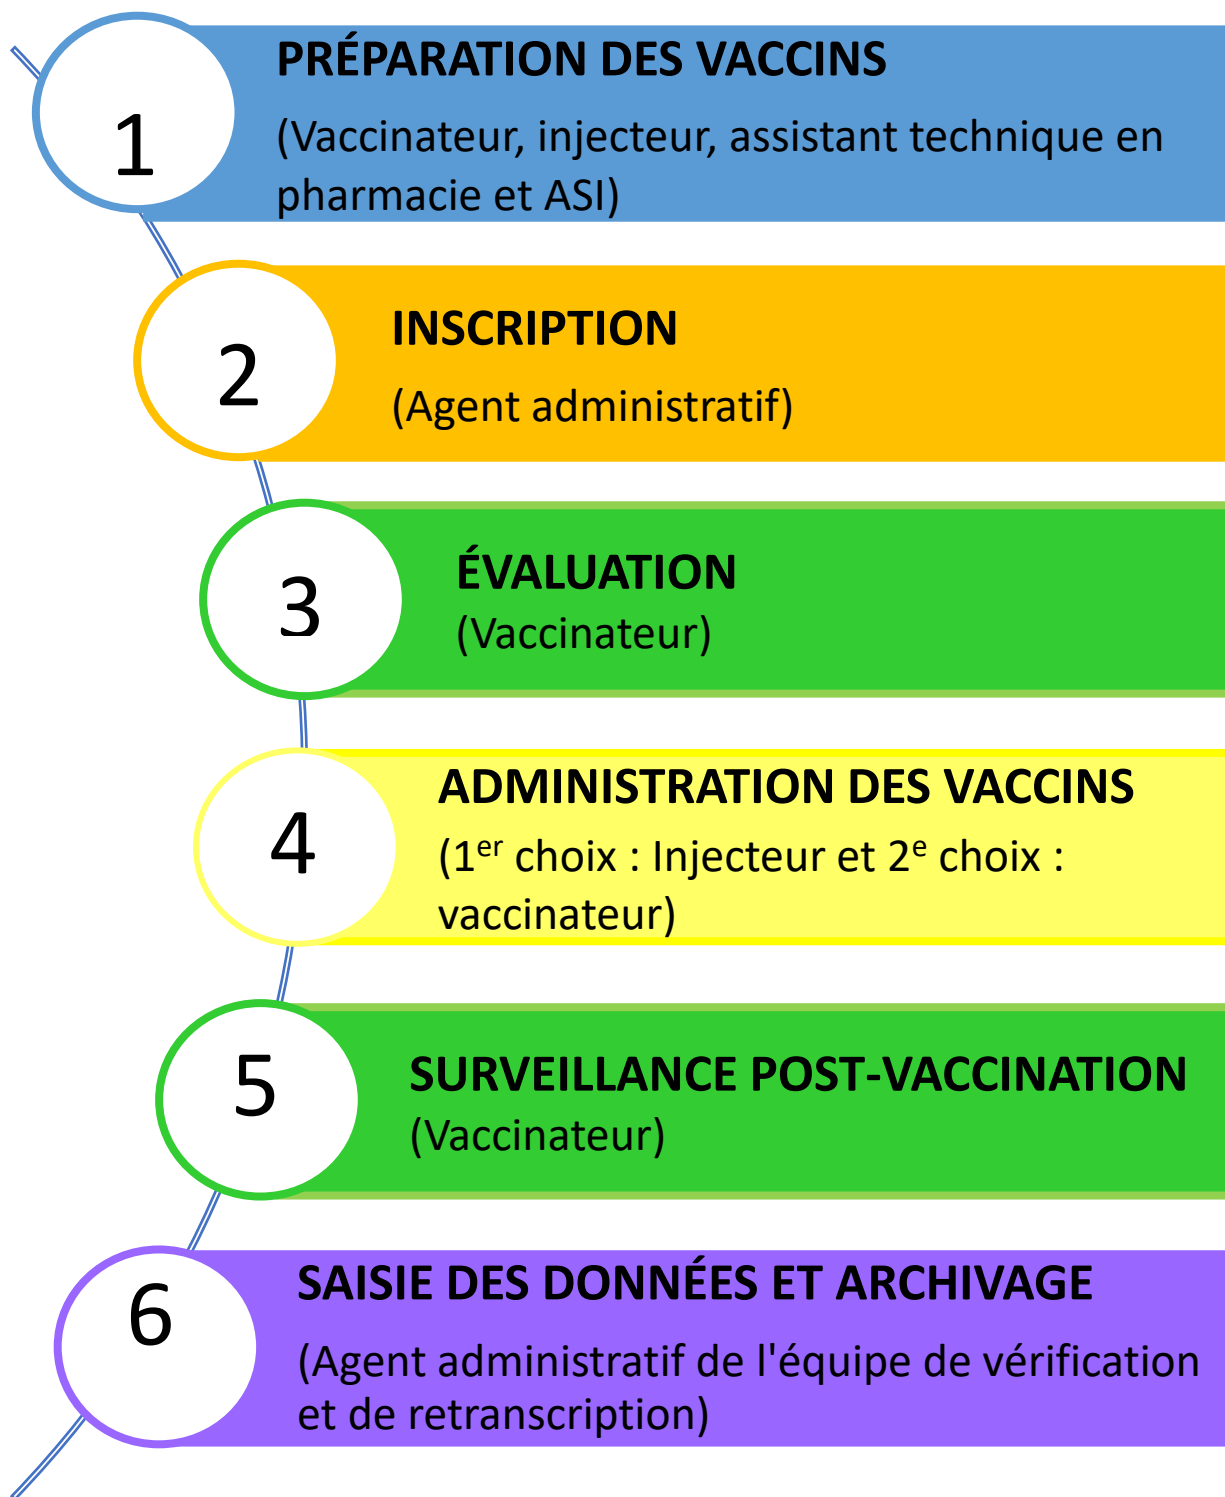 1
PRÉPARATION DES VACCINS
(Vaccinateur, injecteur, assistant technique en
pharmacie et ASI)
2
INSCRIPTION
(Agent administratif)
3
ÉVALUATION
(Vaccinateur)
4
ADMINISTRATION DES VACCINS
(1er choix : Injecteur et 2e choix :
vaccinateur)
5
SURVEILLANCE POST-VACCINATION
(Vaccinateur)
6
SAISIE DES DONNÉES ET ARCHIVAGE
(Agent administratif de l'équipe de vérification
et de retranscription)